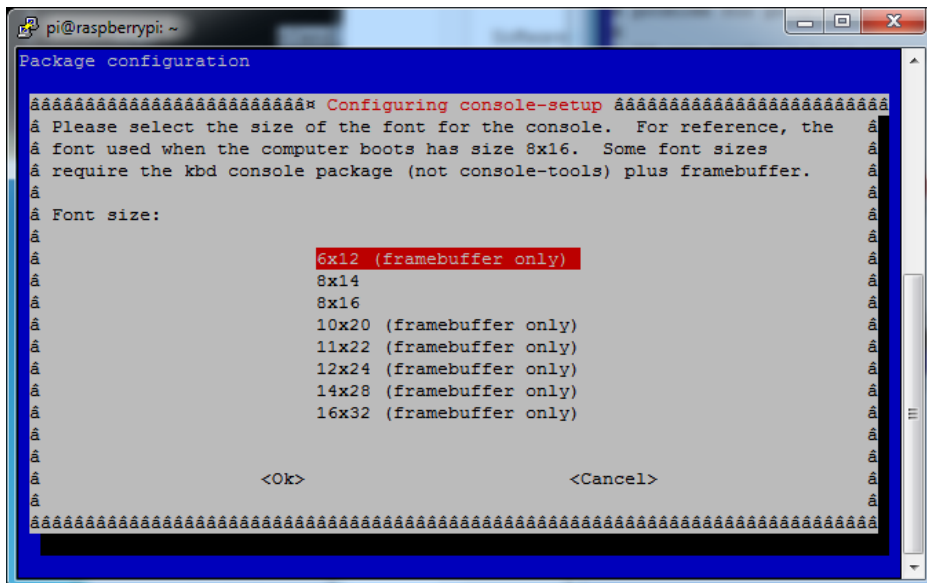 pi@raspberrypi: ~
Package configuration
ââââââââââââââââââââââââ¤ Configuring console-setup ââââââââââââââââââââââââ
â Please select the size of the font for the console.  For reference, the â
â font used when the computer boots has size 8x16.  Some font sizes â
â require the kbd console package (not console-tools) plus framebuffer. â
â â
â Font size: â
â â
â 6x12 (framebuffer only) â
â 8x14 â
â 8x16 â
â 10x20 (framebuffer only) â
â 11x22 (framebuffer only) â
â 12x24 (framebuffer only) â
â 14x28 (framebuffer only) â
â 16x32 (framebuffer only) â
â â
â â
â <Ok> <Cancel> â
â â
ââââââââââââââââââââââââââââââââââââââââââââââââââââââââââââââââââââââââââââ